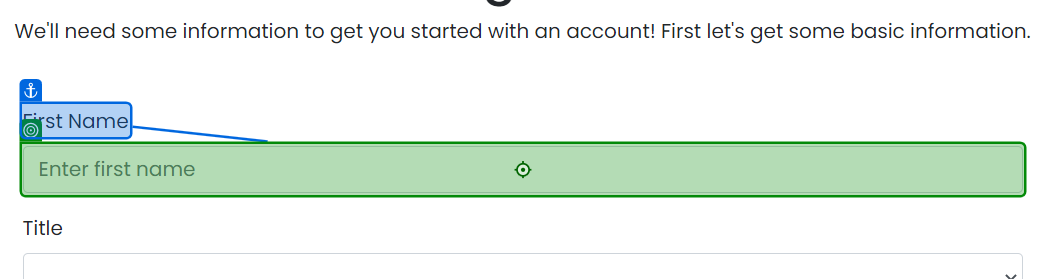 We'll need some information to get you started with an account! First let's get some basic information.
First Name
Enter first name
Title